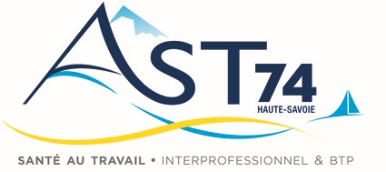 AST74
HAUTE-SAVOIE
SANTÉ AU TRAVAIL • INTERPROFESSIONNEL & BTP